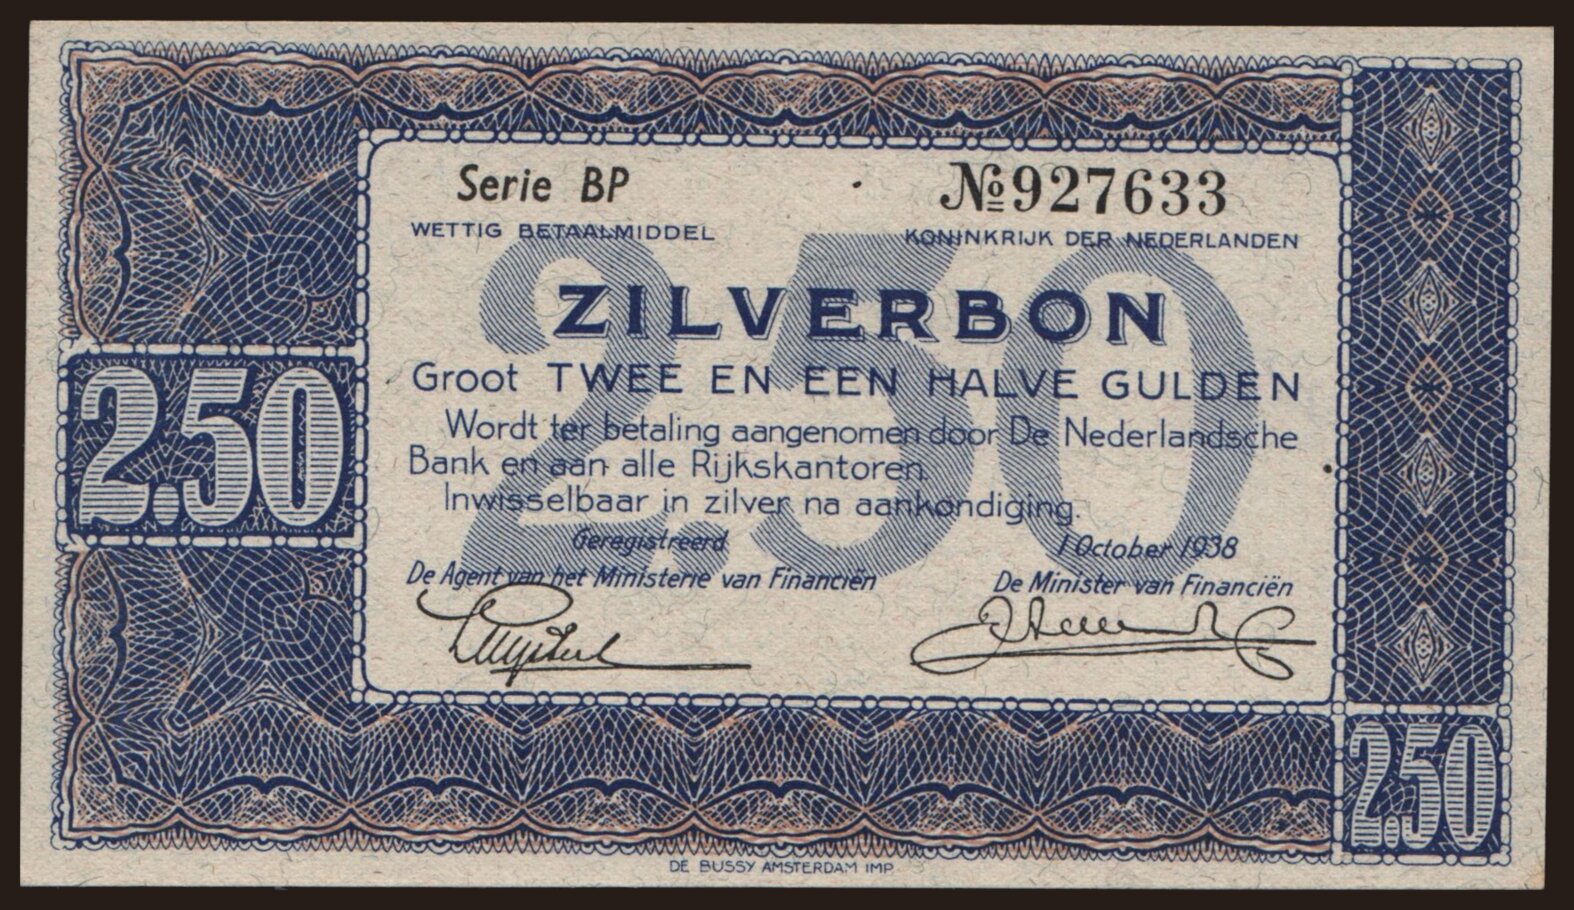 Serie BP
№ 927633
WETTIG BETAALMIDDEL
KONINKRIJK DER NEDERLANDEN
2.50
ZILVERBON
Groot TWEE EN EEN HALVE GULDEN
Wordt ter betaling aangenomen door De Nederlandsche
Bank en aan alle Rijkskantoren.
Inwisselbaar in zilver na aankondiging.
2.50
Geregistreerd
1 October 1938
De Agent van het Ministerie van Financiën
De Minister van Financiën
2.50
DE BUSSY AMSTERDAM IMP.